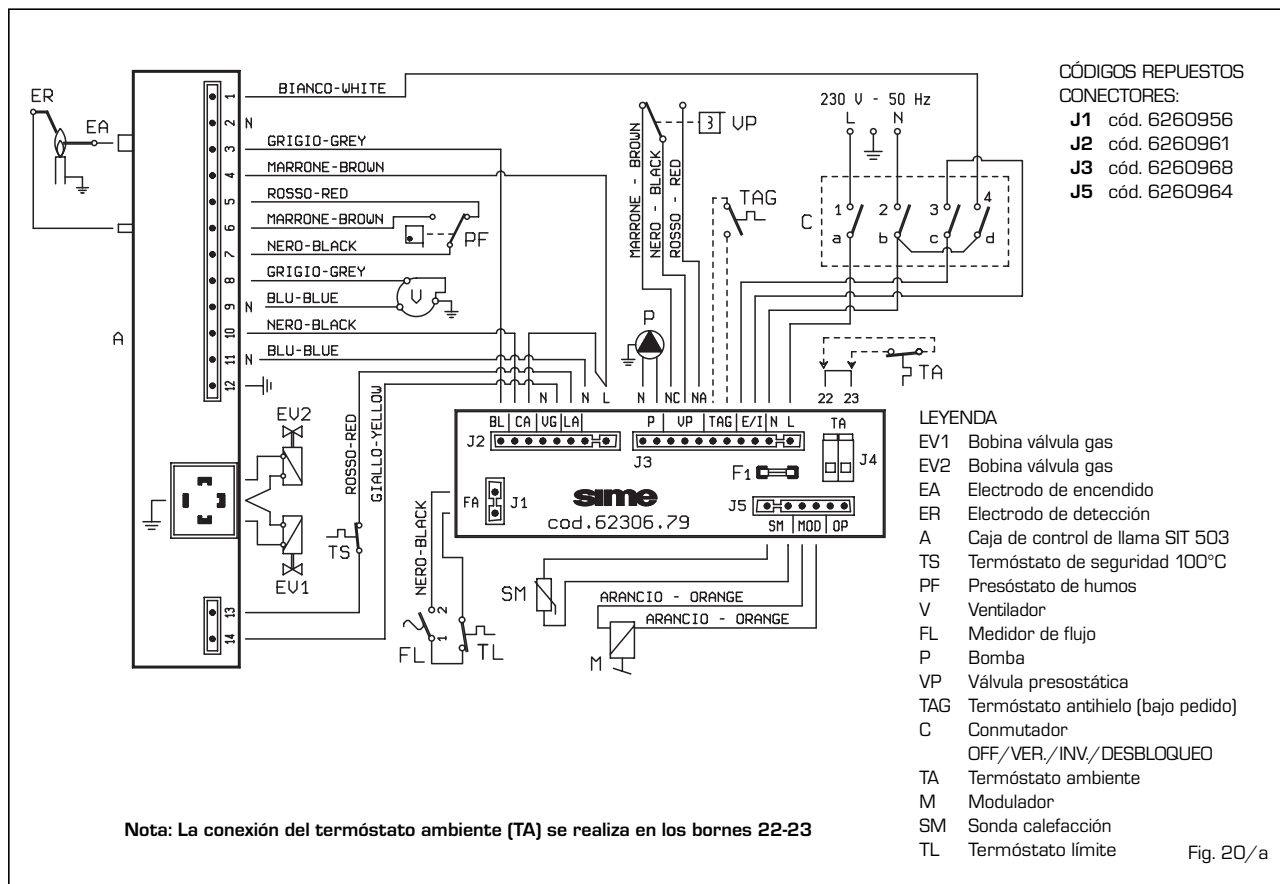 ER
EA
A
1
2
3
4
5
6
7
8
9
10
11
12
13
14
BIANCO-WHITE
N
GRIGIO-GREY
MARRONE-BROWN
ROSSO-RED
MARRONE-BROWN
NERO-BLACK
PF
GRIGIO-GREY
BLU-BLUE
N
V
NERO-BLACK
BLU-BLUE
N
EV2
EV1
ROSSO-RED
GIALLO-YELLOW
TS
MARRONE - BROWN
NERO - BLACK
ROSSO - RED
VP
TAG
230 V - 50 Hz
L N
C
1 2 3 4
a b c d
P
TA
22 23
N N L
N NC NA
BL CA VG LA
J2
P VP TAG E/I N L
J3
TA
J4
F1
FA
J1
sime
cod.62306.79
J5
SM MOD OP
NERO-BLACK
2
1
FL
TL
SM
ARANCIO - ORANGE
ARANCIO - ORANGE
M
CÓDIGOS REPUESTOS
CONECTORES:
J1 cód. 6260956
J2 cód. 6260961
J3 cód. 6260968
J5 cód. 6260964
LEYENDA
EV1 Bobina válvula gas
EV2 Bobina válvula gas
EA Electrodo de encendido
ER Electrodo de detección
A Caja de control de llama SIT 503
TS Termóstato de seguridad 100°C
PF Presóstato de humos
V Ventilador
FL Medidor de flujo
P Bomba
VP Válvula presostática
TAG Termóstato antihielo (bajo pedido)
C Conmutador
OFF/VER./INV./DESBLOQUEO
TA Termóstato ambiente
M Modulador
SM Sonda calefacción
TL Termóstato límite
Nota: La conexión del termóstato ambiente (TA) se realiza en los bornes 22-23
Fig. 20/a